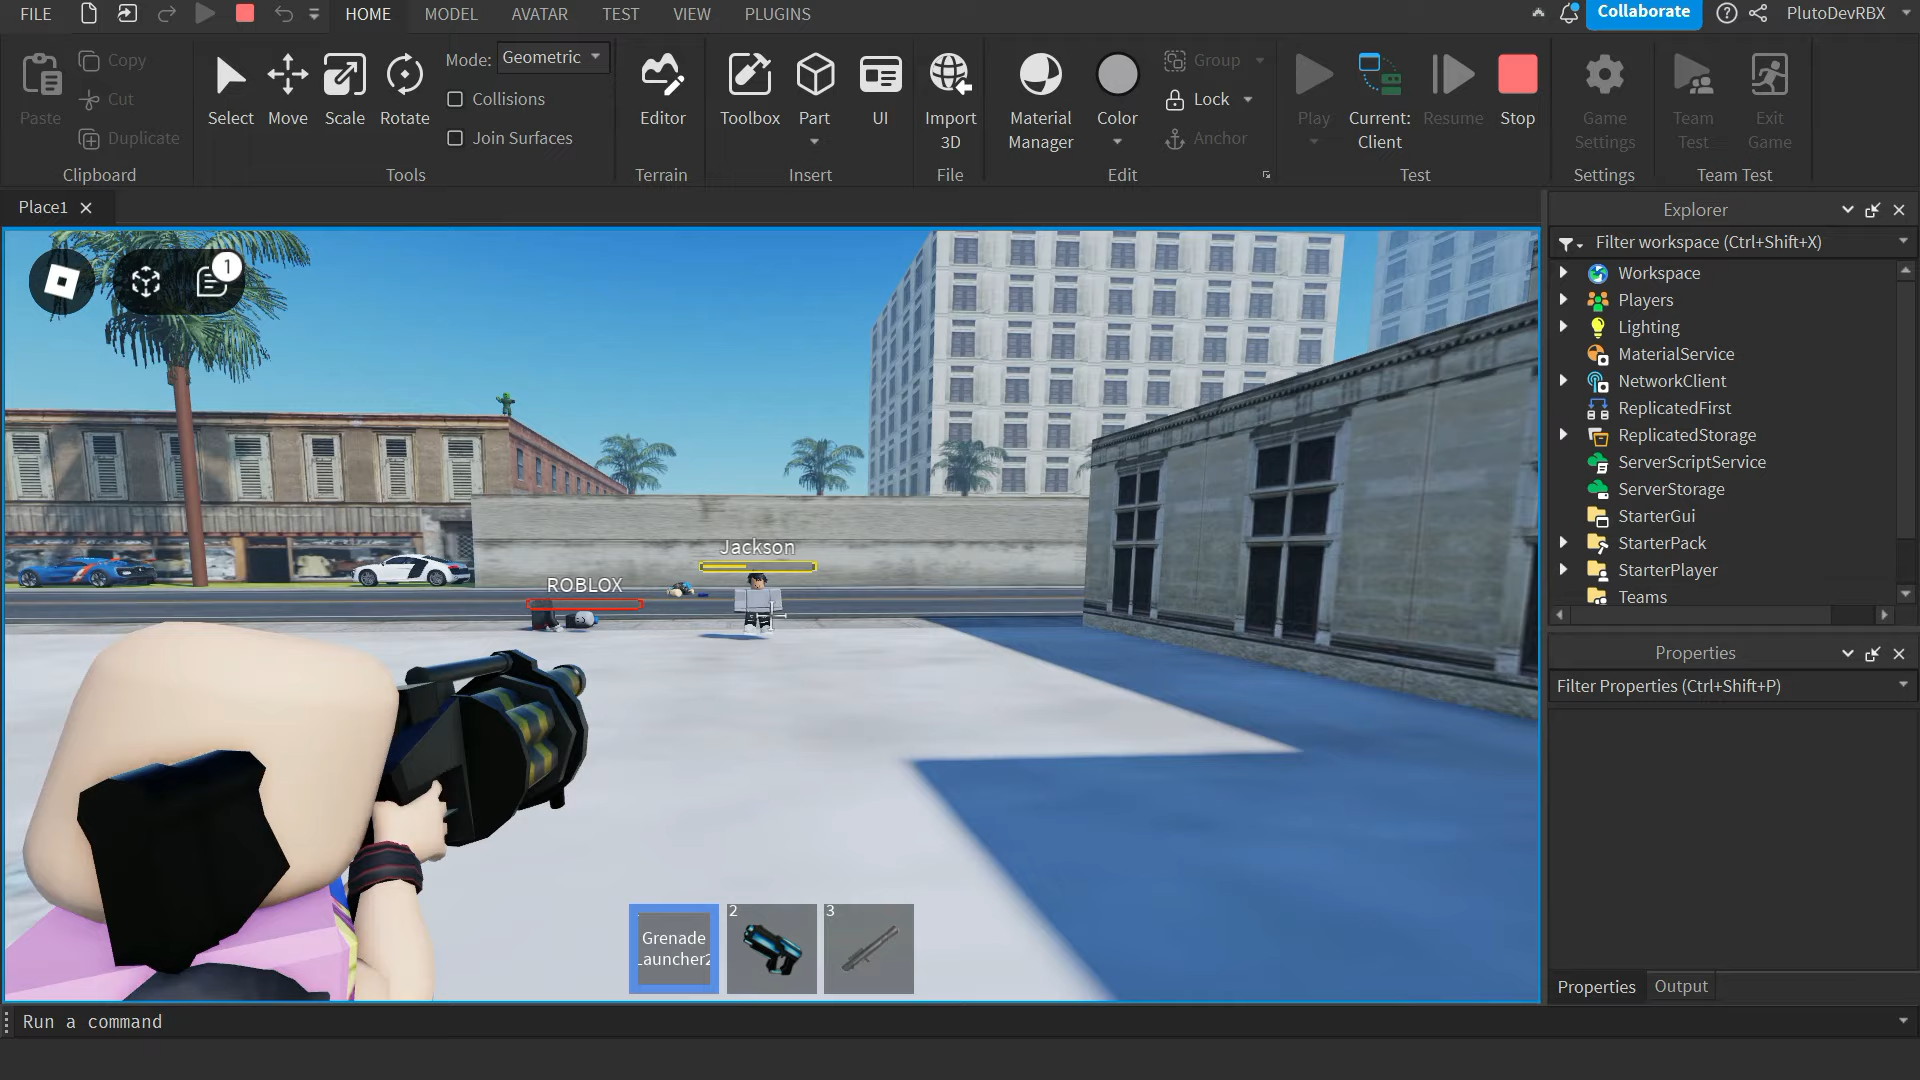 FILE
HOME
MODEL
AVATAR
TEST
VIEW
PLUGINS
Collaborate
PlutoDevRBX
Paste
Copy
Cut
Duplicate
Clipboard
Select
Move
Scale
Rotate
Mode: Geometric
Collisions
Join Surfaces
Tools
Editor
Terrain
Toolbox
Part
UI
Insert
Import
3D
File
Material
Manager
Color
Group
Lock
Anchor
Edit
Play
Current:
Client
Resume
Stop
Test
Game
Settings
Settings
Team
Test
Exit
Game
Team Test
Place1
1
Jackson
ROBLOX
Grenade
Launcher2
2
3
Explorer
Filter workspace (Ctrl+Shift+X)
Workspace
Players
Lighting
MaterialService
NetworkClient
ReplicatedFirst
ReplicatedStorage
ServerScriptService
ServerStorage
StarterGui
StarterPack
StarterPlayer
Teams
Properties
Filter Properties (Ctrl+Shift+P)
Properties
Output
Run a command